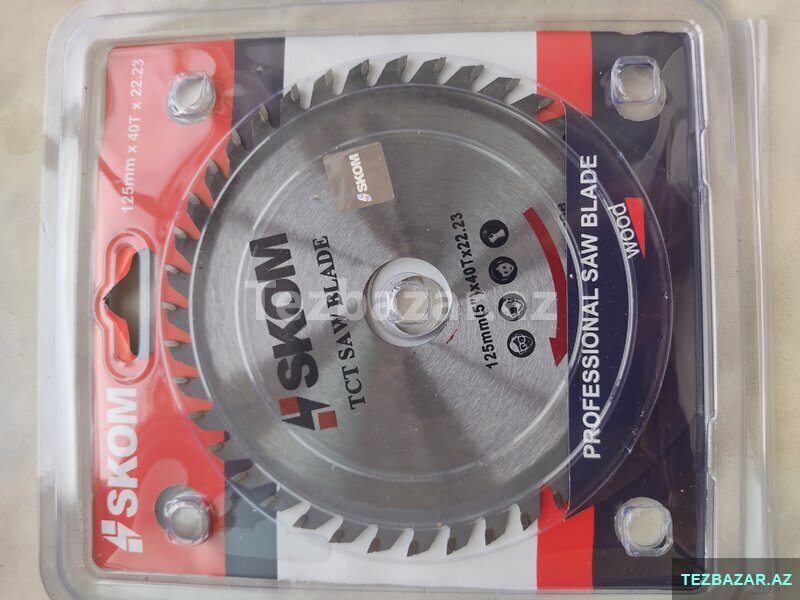 125mm x 40T x 22.23
SKOM
SKOM
SKOM
TCT SAW BLADE
125mm(5")x40Tx22.23
PROFESSIONAL SAW BLADE
wood
Tezbazar.az
TEZBAZAR.AZ